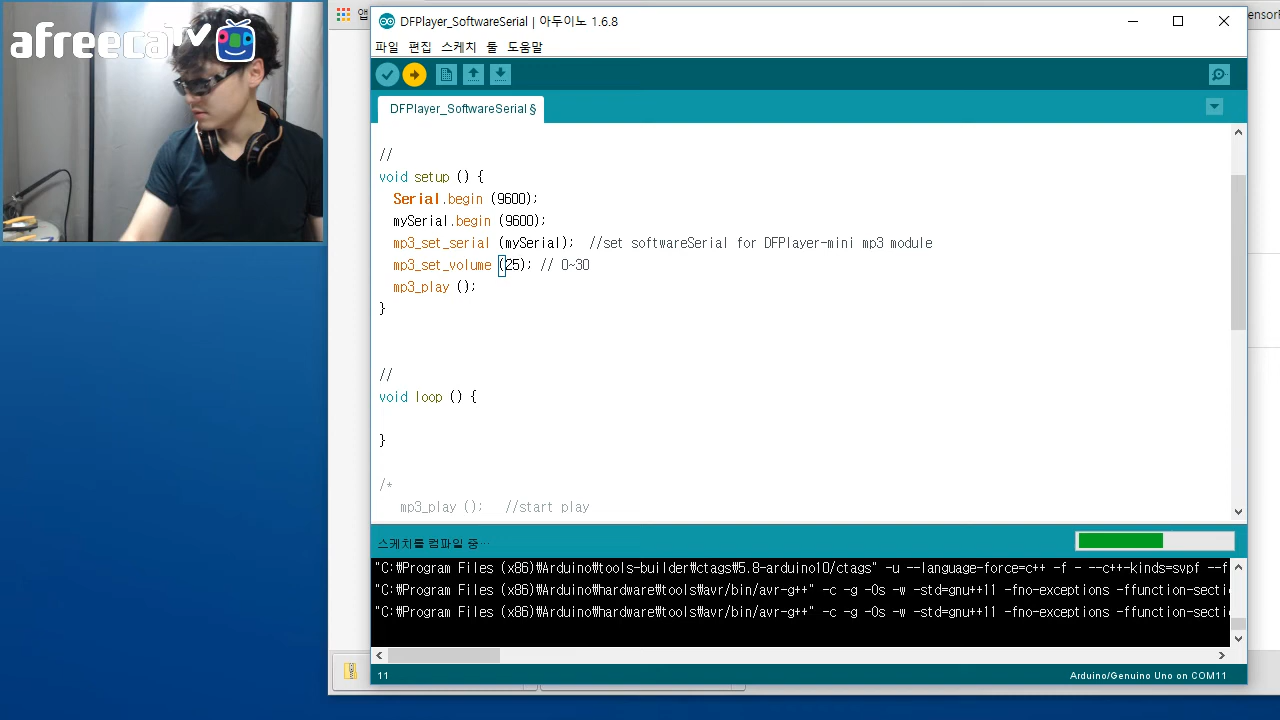 afreecaTV
앱
DFPlayer_SoftwareSerial | 아두이노 1.6.8
파일 편집 스케치 툴 도움말
DFPlayer_SoftwareSerial §
//
void setup () {
Serial.begin (9600);
mySerial.begin (9600);
mp3_set_serial (mySerial); //set softwareSerial for DFPlayer-mini mp3 module
mp3_set_volume (25); // 0~30
mp3_play ();
}
//
void loop () {
}
/*
mp3_play (); //start play
스케치를 컴파일 중…
"C:₩Program Files (x86)₩Arduino₩tools-builder₩ctags₩5.8-arduino10/ctags" -u --language-force=c++ -f - --c++-kinds=svpf --f
"C:₩Program Files (x86)₩Arduino₩hardware₩tools₩avr/bin/avr-g++" -c -g -Os -w -std=gnu++11 -fno-exceptions -ffunction-secti
"C:₩Program Files (x86)₩Arduino₩hardware₩tools₩avr/bin/avr-g++" -c -g -Os -w -std=gnu++11 -fno-exceptions -ffunction-secti
11
Arduino/Genuino Uno on COM11